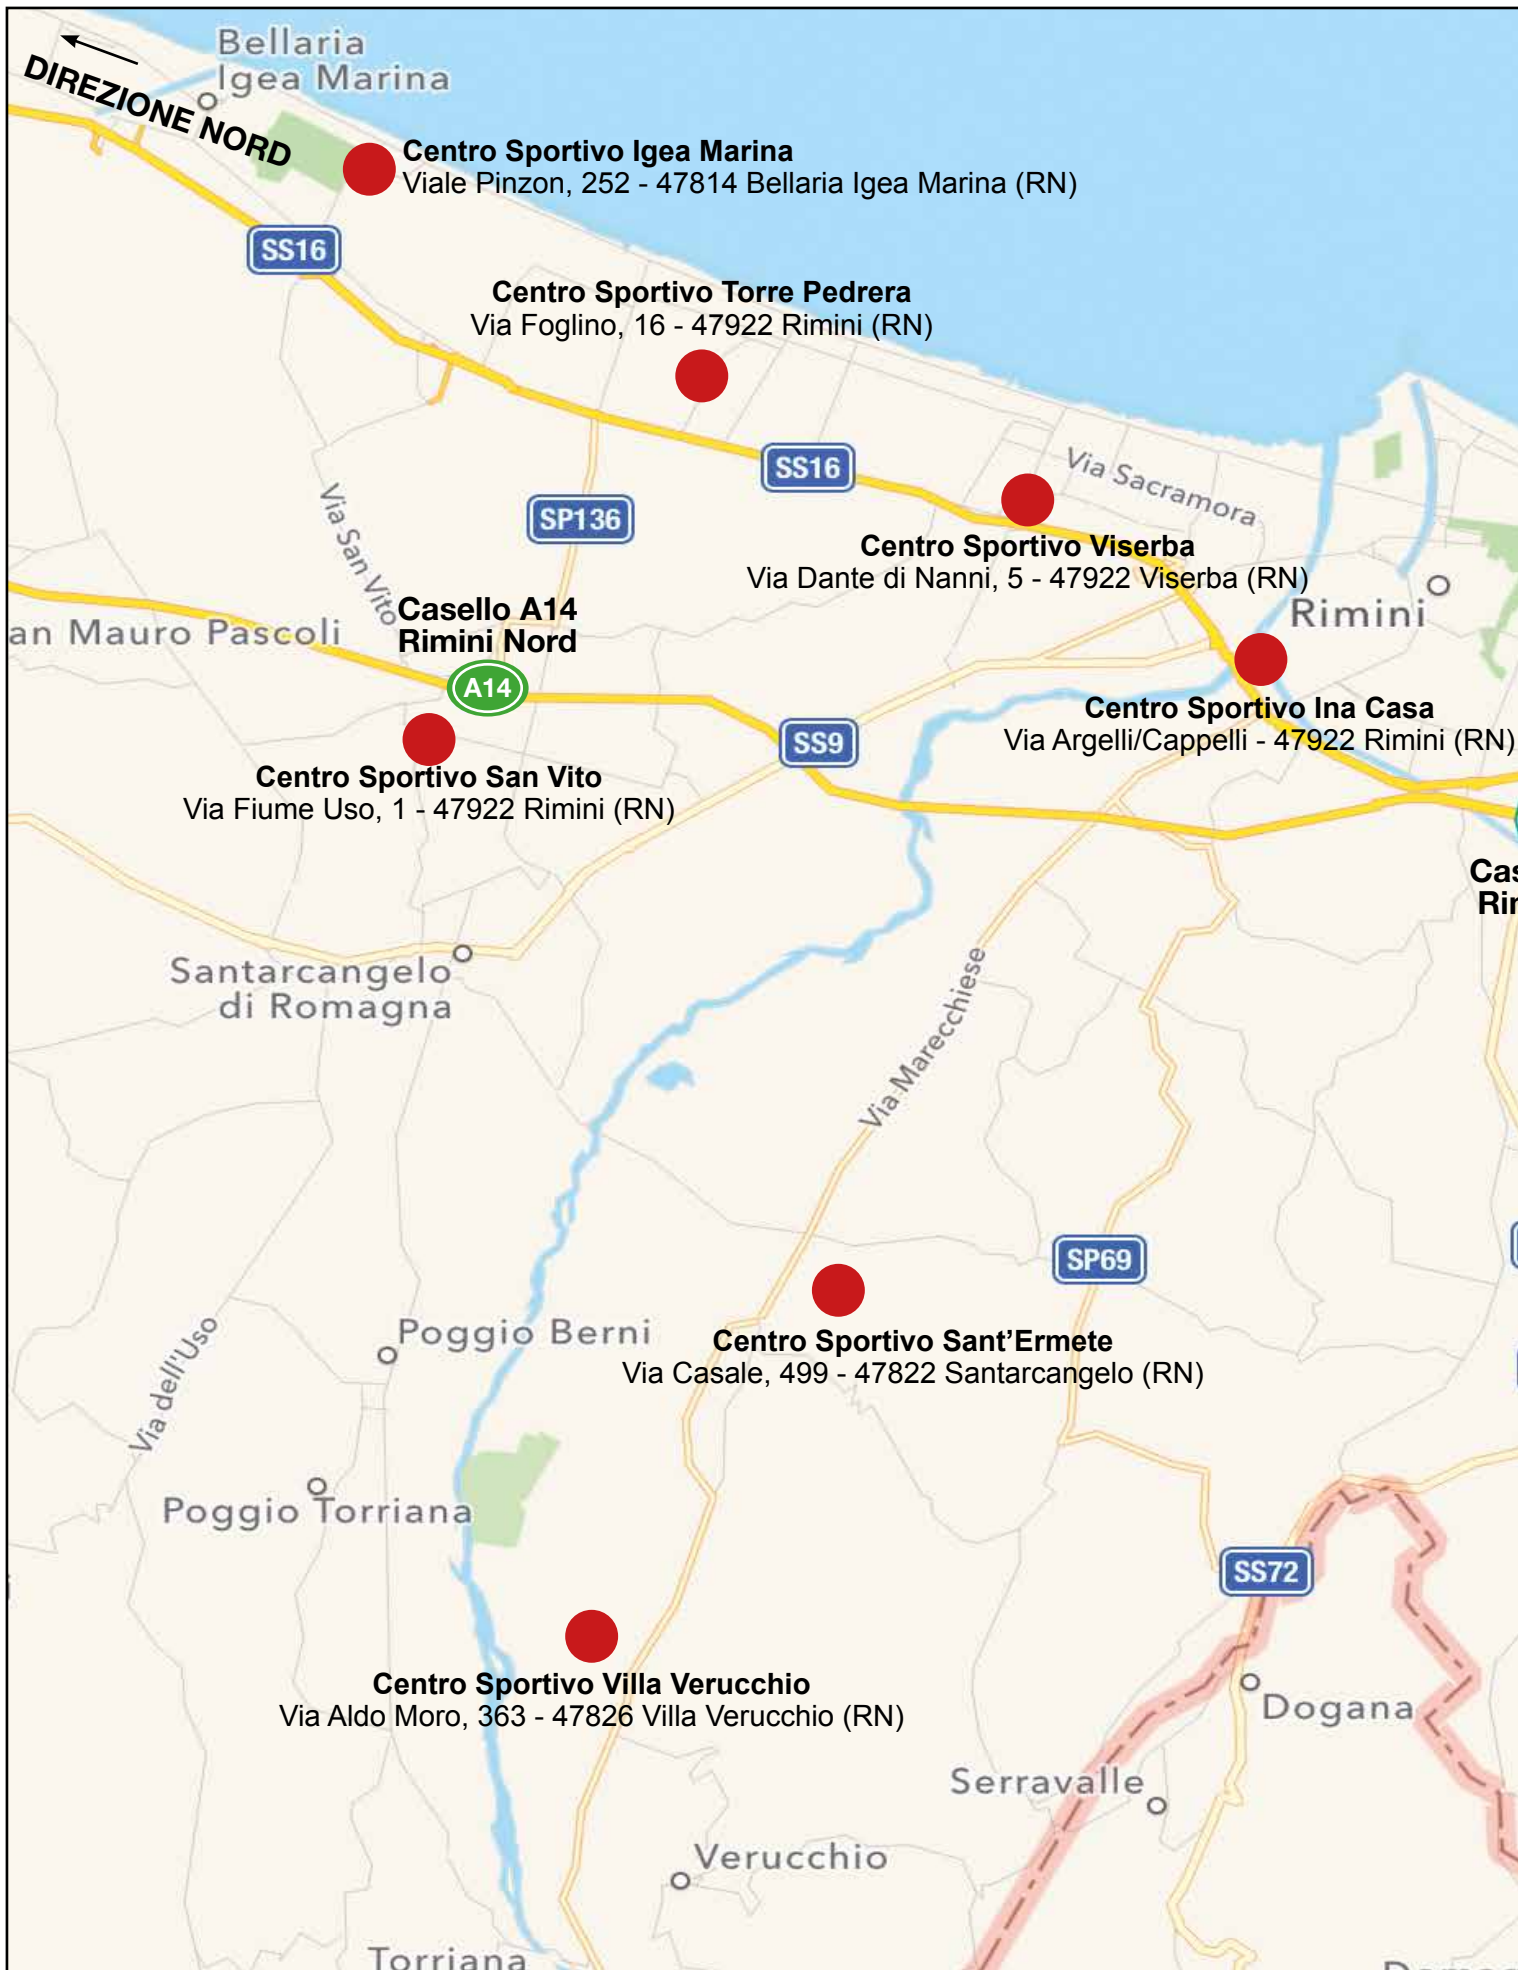 Bellaria
Igea Marina
DIREZIONE NORD
Centro Sportivo Igea Marina
Viale Pinzon, 252 - 47814 Bellaria Igea Marina (RN)
SS16
Centro Sportivo Torre Pedrera
Via Foglino, 16 - 47922 Rimini (RN)
SS16
Via Sacramora
SP136
Via San Vito
Centro Sportivo Viserba
Via Dante di Nanni, 5 - 47922 Viserba (RN)
Rimini
Casello A14
Rimini Nord
an Mauro Pascoli
A14
Centro Sportivo Ina Casa
Via Argelli/Cappelli - 47922 Rimini (RN)
SS9
Centro Sportivo San Vito
Via Fiume Uso, 1 - 47922 Rimini (RN)
Cas
Rir
Santarcangelo
di Romagna
Via Marecchiese
SP69
Via dell'Uso
Poggio Berni
Centro Sportivo Sant’Ermete
Via Casale, 499 - 47822 Santarcangelo (RN)
Poggio Torriana
SS72
Centro Sportivo Villa Verucchio
Via Aldo Moro, 363 - 47826 Villa Verucchio (RN)
Dogana
Serravalle
Verucchio
Torriana